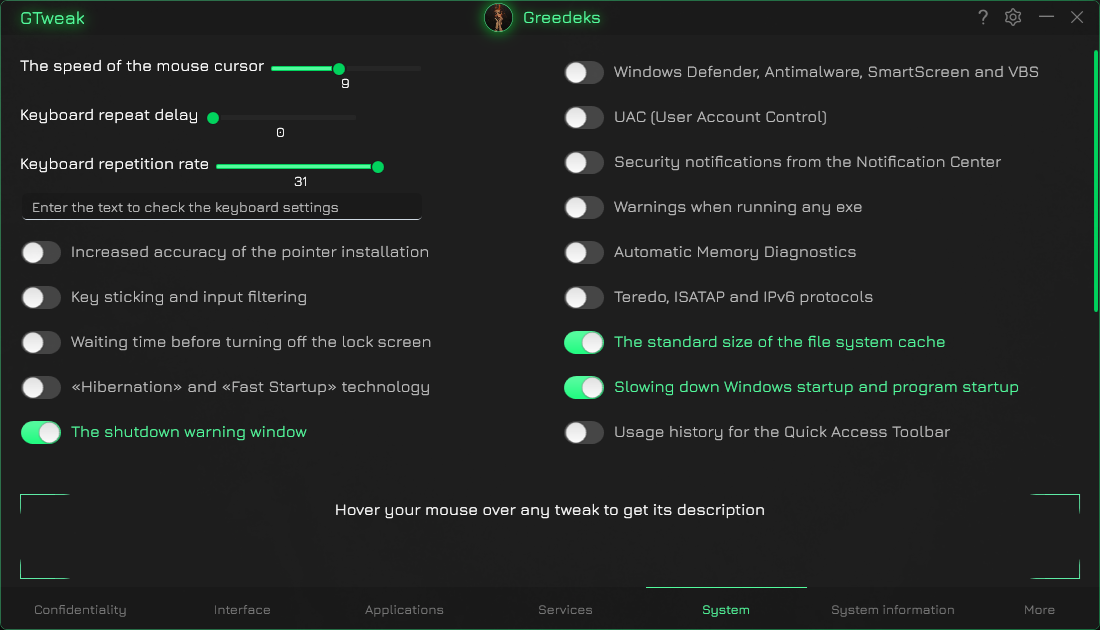 GTweak
Greedeks
?
The speed of the mouse cursor
9
Keyboard repeat delay
0
Keyboard repetition rate
31
Enter the text to check the keyboard settings
Increased accuracy of the pointer installation
Key sticking and input filtering
Waiting time before turning off the lock screen
«Hibernation» and «Fast Startup» technology
The shutdown warning window
Windows Defender, Antimalware, SmartScreen and VBS
UAC (User Account Control)
Security notifications from the Notification Center
Warnings when running any exe
Automatic Memory Diagnostics
Teredo, ISATAP and IPv6 protocols
The standard size of the file system cache
Slowing down Windows startup and program startup
Usage history for the Quick Access Toolbar
Hover your mouse over any tweak to get its description
Confidentiality
Interface
Applications
Services
System
System information
More